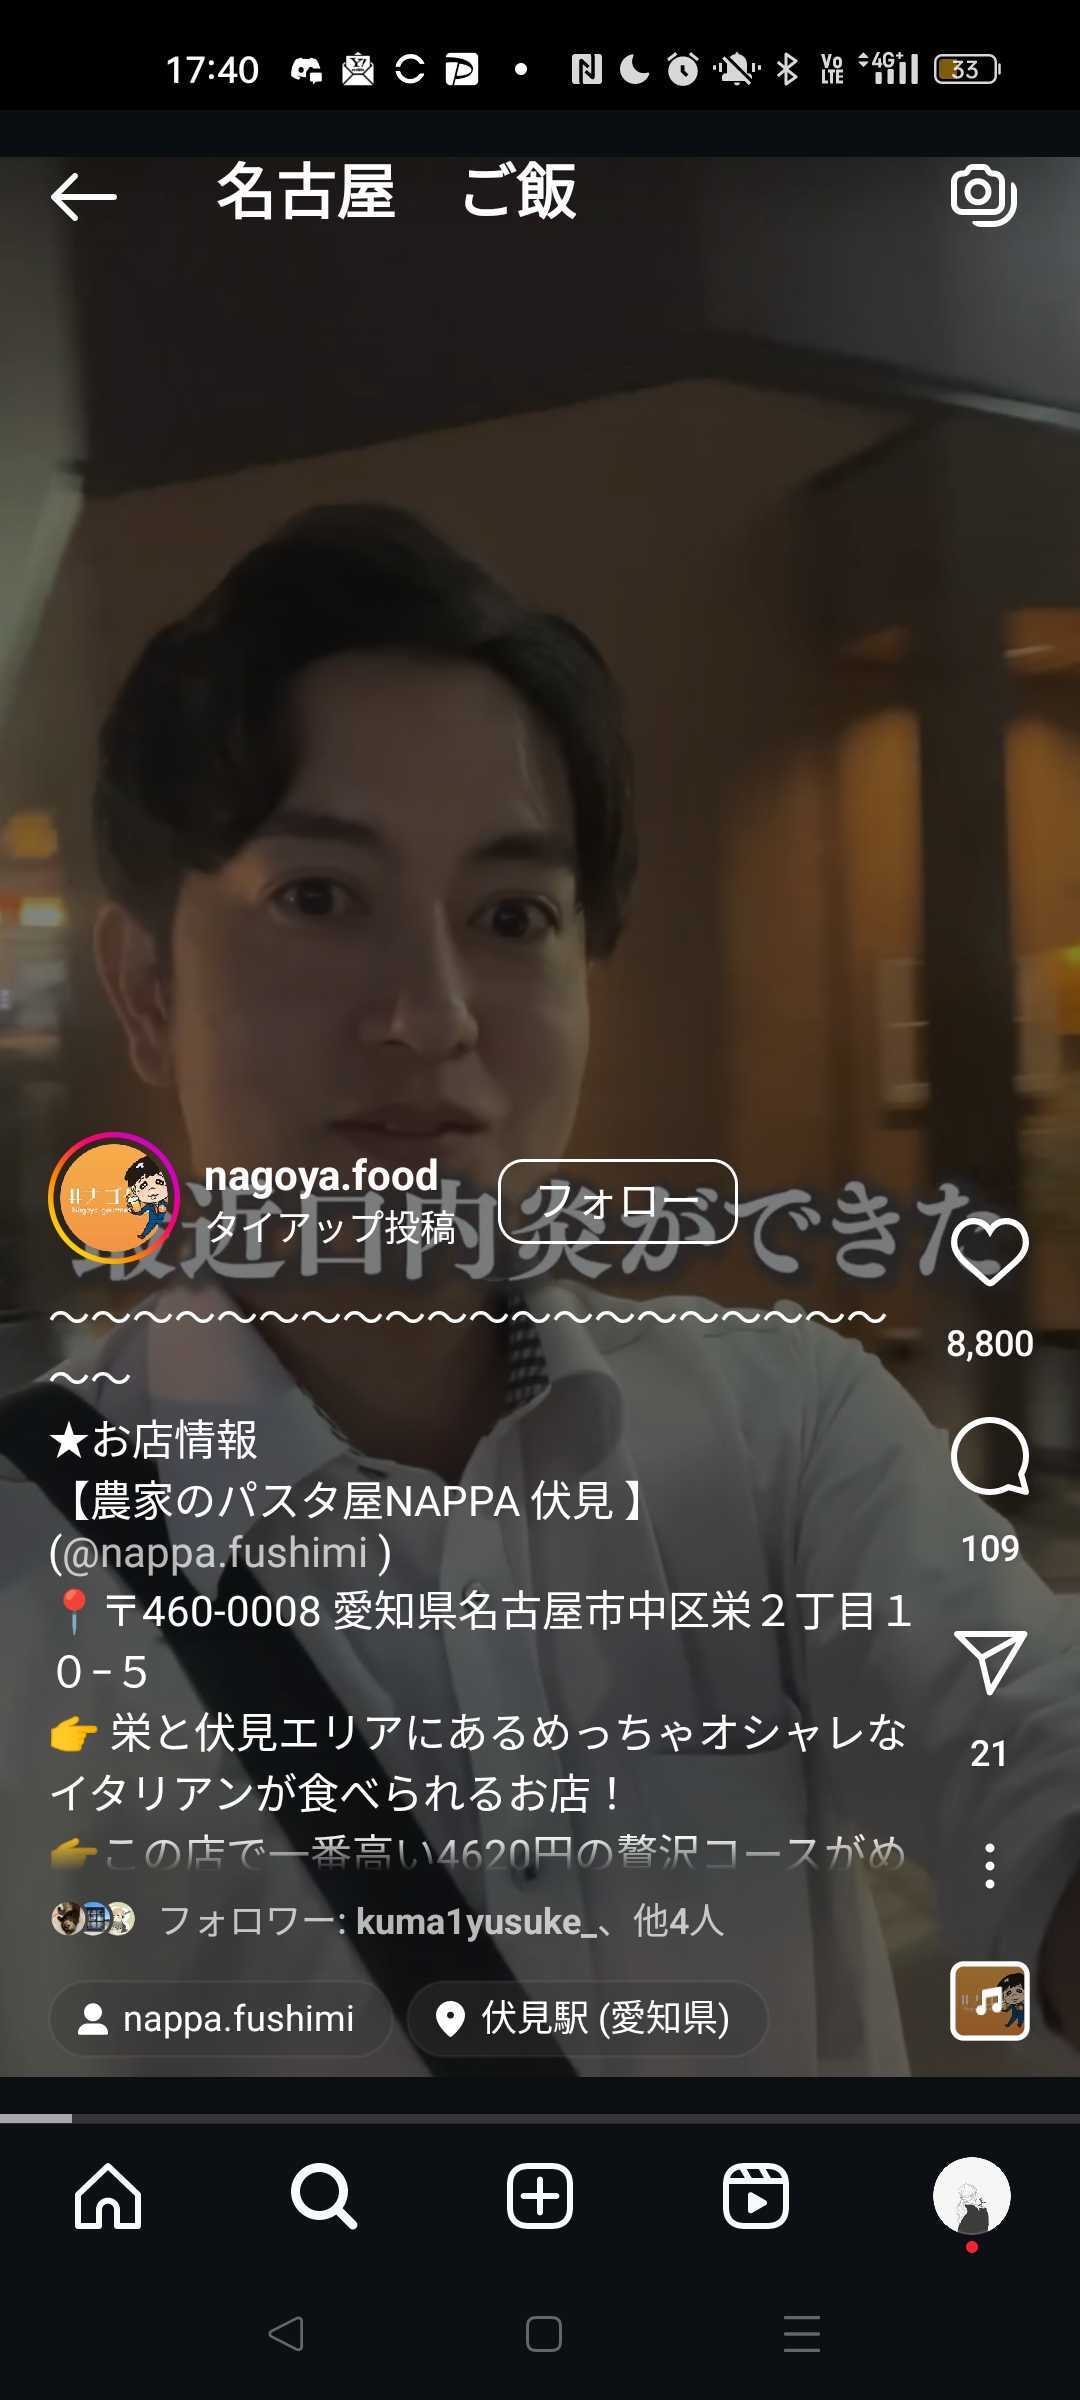 17:40
Vo LTE 4G+ 33
名古屋　ご飯
nagoya.food
タイアップ投稿
フォロー
最近口内炎ができた
〜〜〜〜〜〜〜〜〜〜〜〜〜〜〜〜〜〜〜〜
〜〜
★お店情報
【農家のパスタ屋NAPPA 伏見 】
(@nappa.fushimi )
📍〒460-0008 愛知県名古屋市中区栄２丁目１
０−５
👉 栄と伏見エリアにあるめっちゃオシャレな
イタリアンが食べられるお店！
👉この店で一番高い4620円の贅沢コースがめ
フォロワー: kuma1yusuke_、他4人
nappa.fushimi
伏見駅 (愛知県)
8,800
109
21